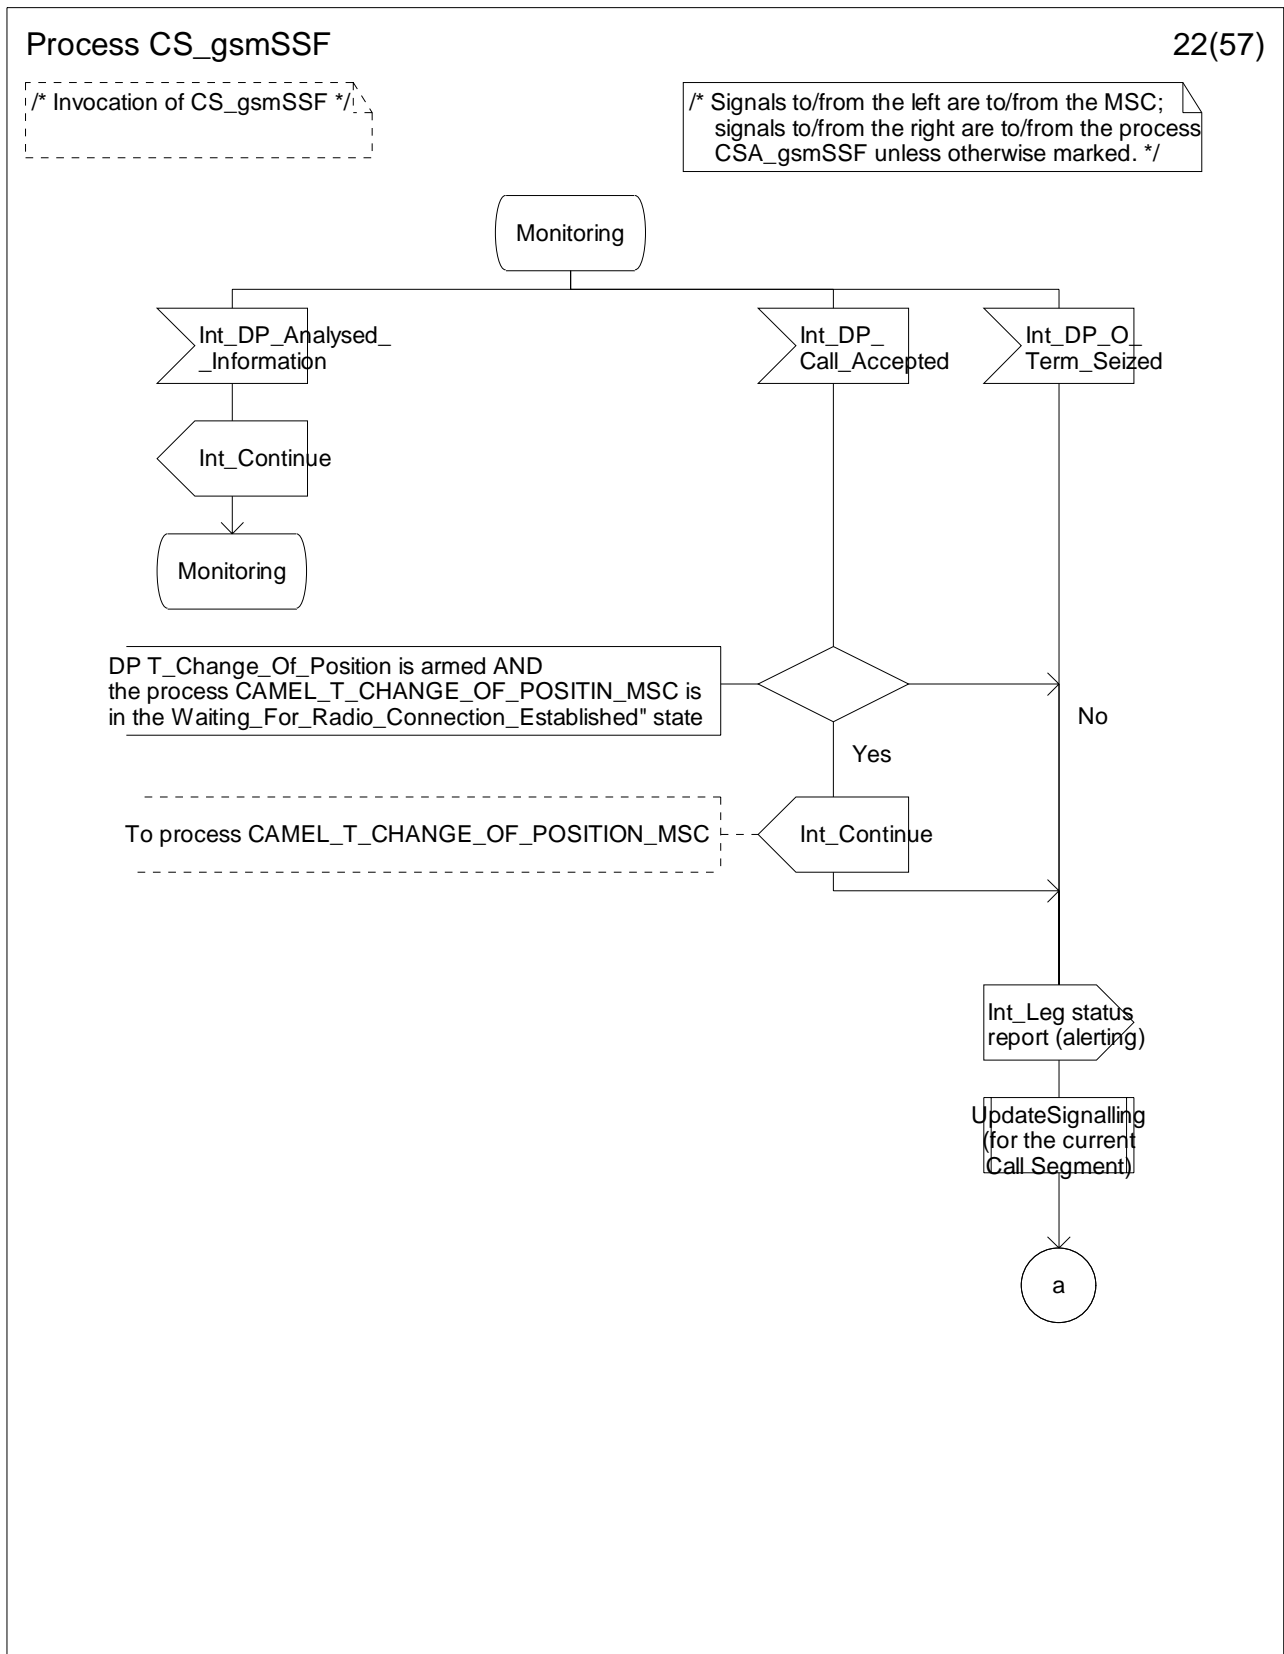 Process CS_gsmSSF
22(57)
/* Invocation of CS_gsmSSF */
/* Signals to/from the left are to/from the MSC;
signals to/from the right are to/from the process
CSA_gsmSSF unless otherwise marked. */
Monitoring
Int_DP_Analysed_
_Information
Int_DP_
Call_Accepted
Int_DP_O_
Term_Seized
Int_Continue
Monitoring
DP T_Change_Of_Position is armed AND
the process CAMEL_T_CHANGE_OF_POSITIN_MSC is
in the Waiting_For_Radio_Connection_Established" state
No
Yes
To process CAMEL_T_CHANGE_OF_POSITION_MSC
Int_Continue
Int_Leg status
report (alerting)
UpdateSignalling
(for the current
Call Segment)
a